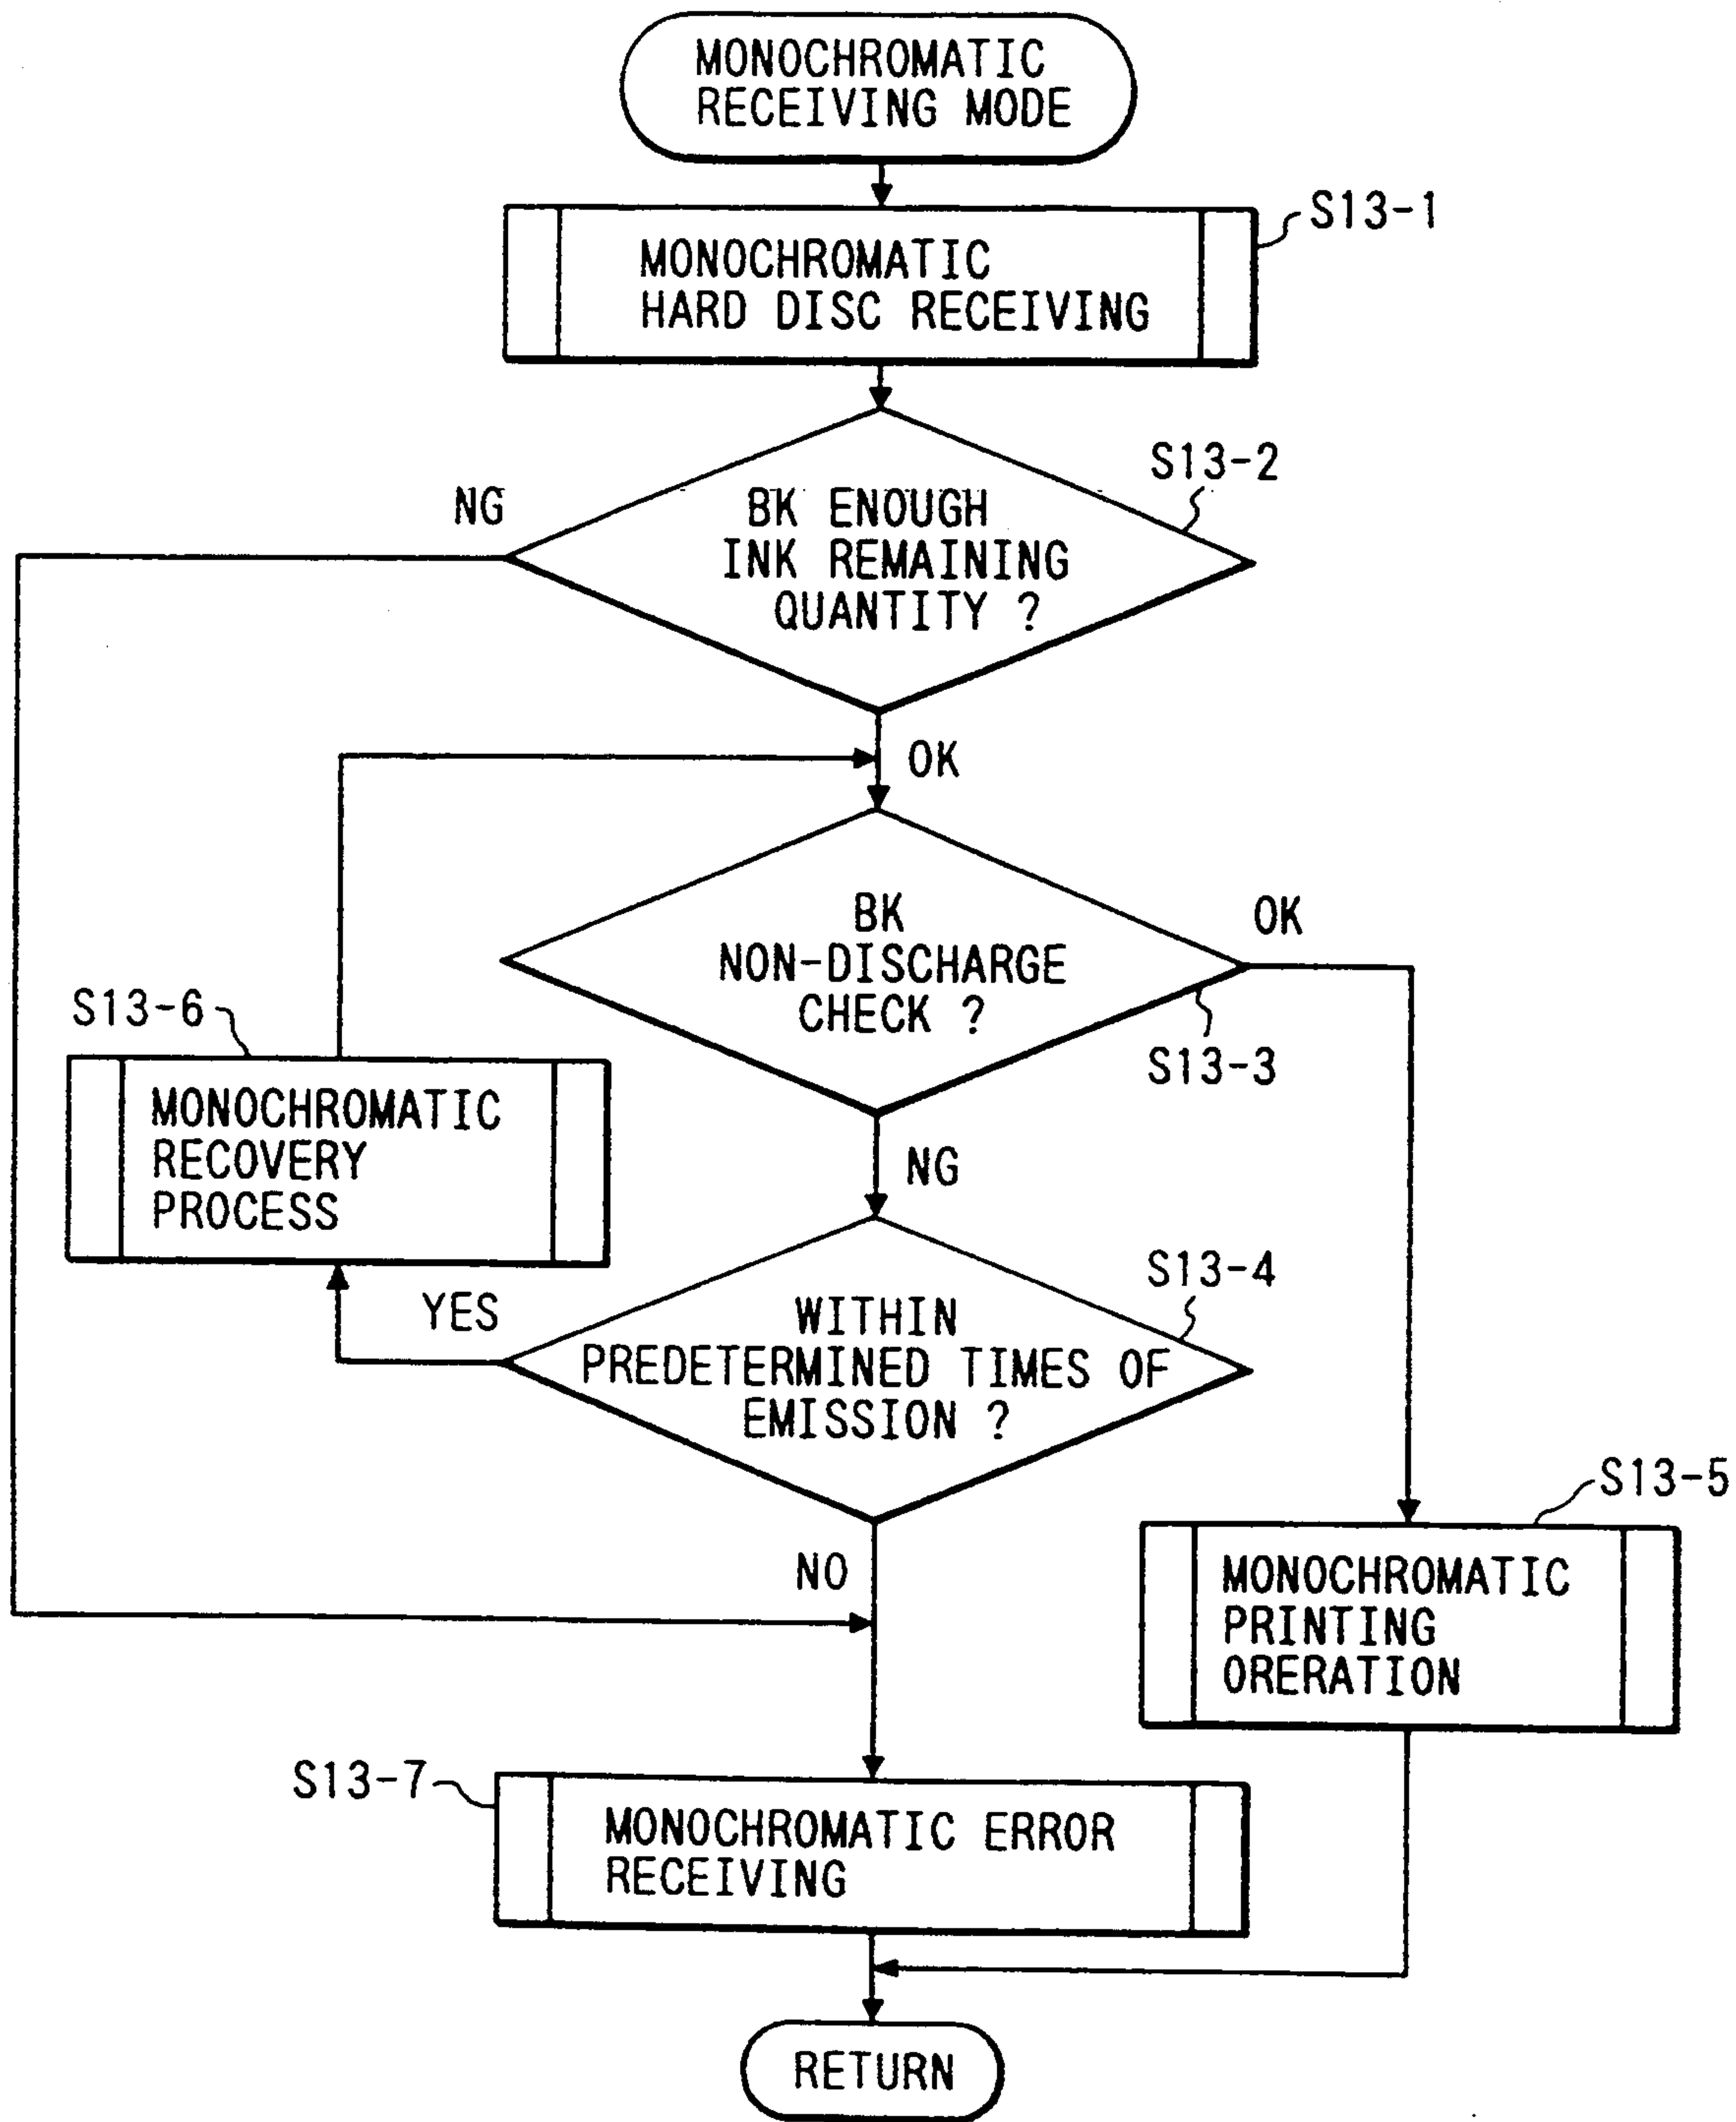 MONOCHROMATIC
RECEIVING MODE
S13-1
MONOCHROMATIC
HARD DISC RECEIVING
S13-2
NG
BK ENOUGH
INK REMAINING
QUANTITY ?
OK
BK
NON-DISCHARGE
CHECK ?
OK
S13-3
S13-6
MONOCHROMATIC
RECOVERY
PROCESS
NG
S13-4
YES
WITHIN
PREDETERMINED TIMES OF
EMISSION ?
NO
S13-5
MONOCHROMATIC
PRINTING
ORERATION
S13-7
MONOCHROMATIC ERROR
RECEIVING
RETURN